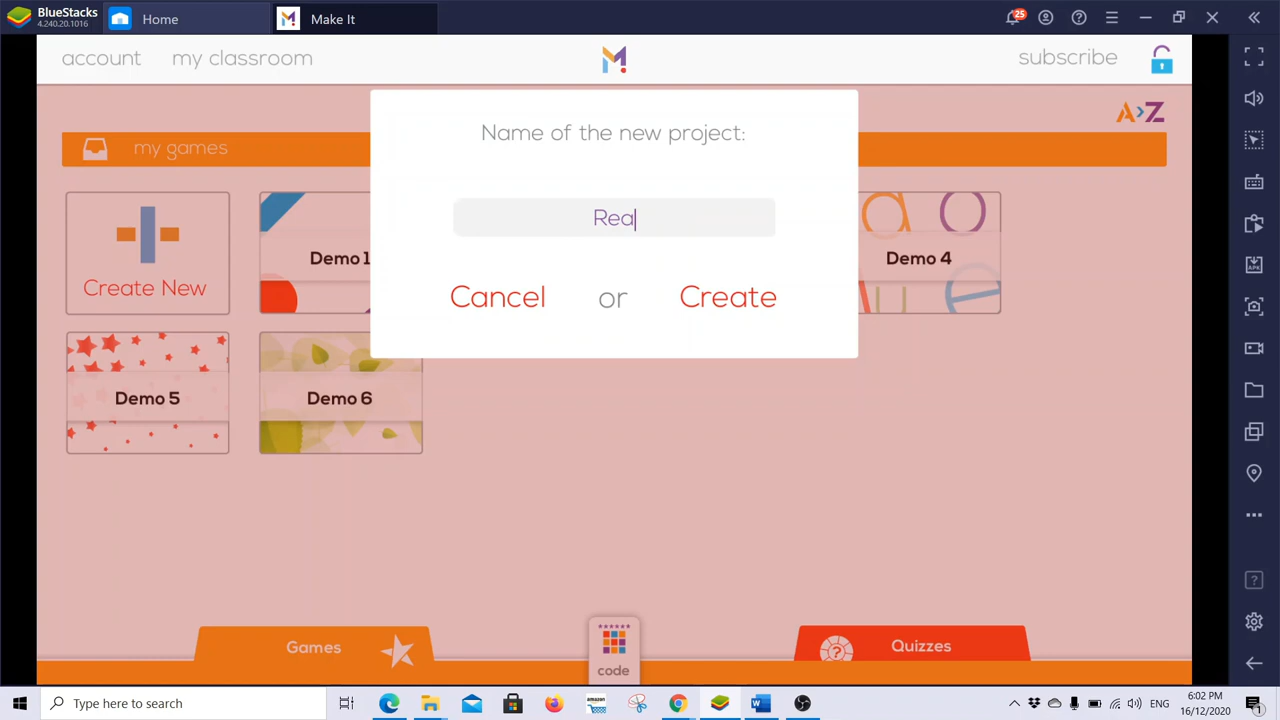 BlueStacks
4.240.20.1016
Home
Make It
25
account
my classroom
subscribe
A>Z
my games
Name of the new project:
Rea
Cancel
or
Create
Create New
Demo 1
Demo 4
Demo 5
Demo 6
Games
code
Quizzes
Type here to search
amazon
ENG
6:02 PM
16/12/2020
1